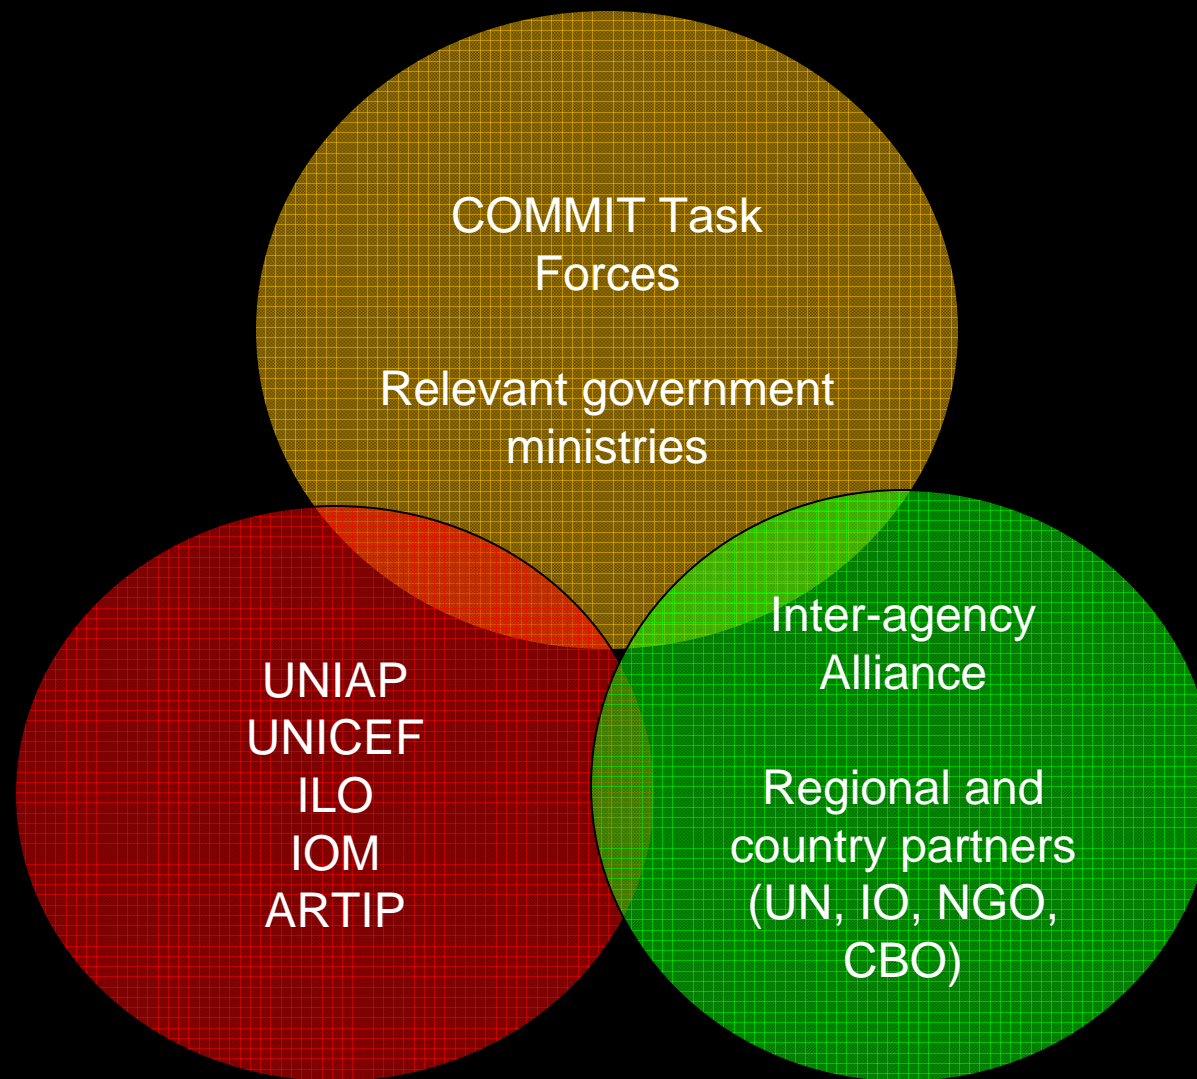 COMMIT Task
Forces
Relevant government
ministries
UNIAP
UNICEF
ILO
IOM
ARTIP
Inter-agency
Alliance
Regional and
country partners
(UN, IO, NGO,
CBO)